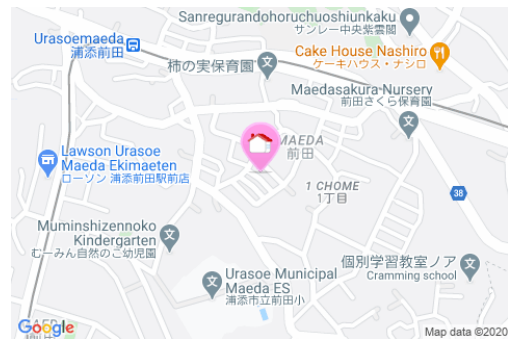 Sanregurandohoruchuoshiunkaku
サンレー中央紫雲閣
Urasoemaeda
浦添前田
Cake House Nashiro
ケーキハウス・ナシロ
柿の実保育園
Maedasakura Nursery
前田さくら保育園
MAEDA
前田
Lawson Urasoe
Maeda Ekimaeten
ローソン 浦添前田駅前店
1 CHOME
1丁目
38
Muminshizennoko
Kindergarten
むーみん自然のこ幼児園
個別学習教室ノア
Cramming school
Urasoe Municipal
Maeda ES
浦添市立前田小
Google
Map data ©2020